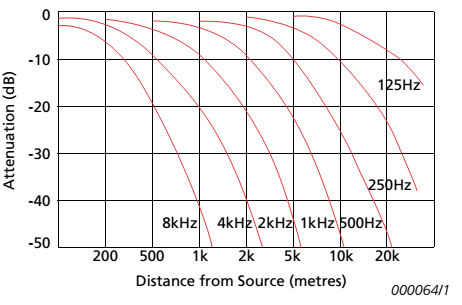 0
-10
-20
-30
-40
-50
Attenuation (dB)
125Hz
250Hz
8kHz 4kHz 2kHz 1kHz 500Hz
200 500 1k 2k 5k 10k 20k
Distance from Source (metres)
000064/1